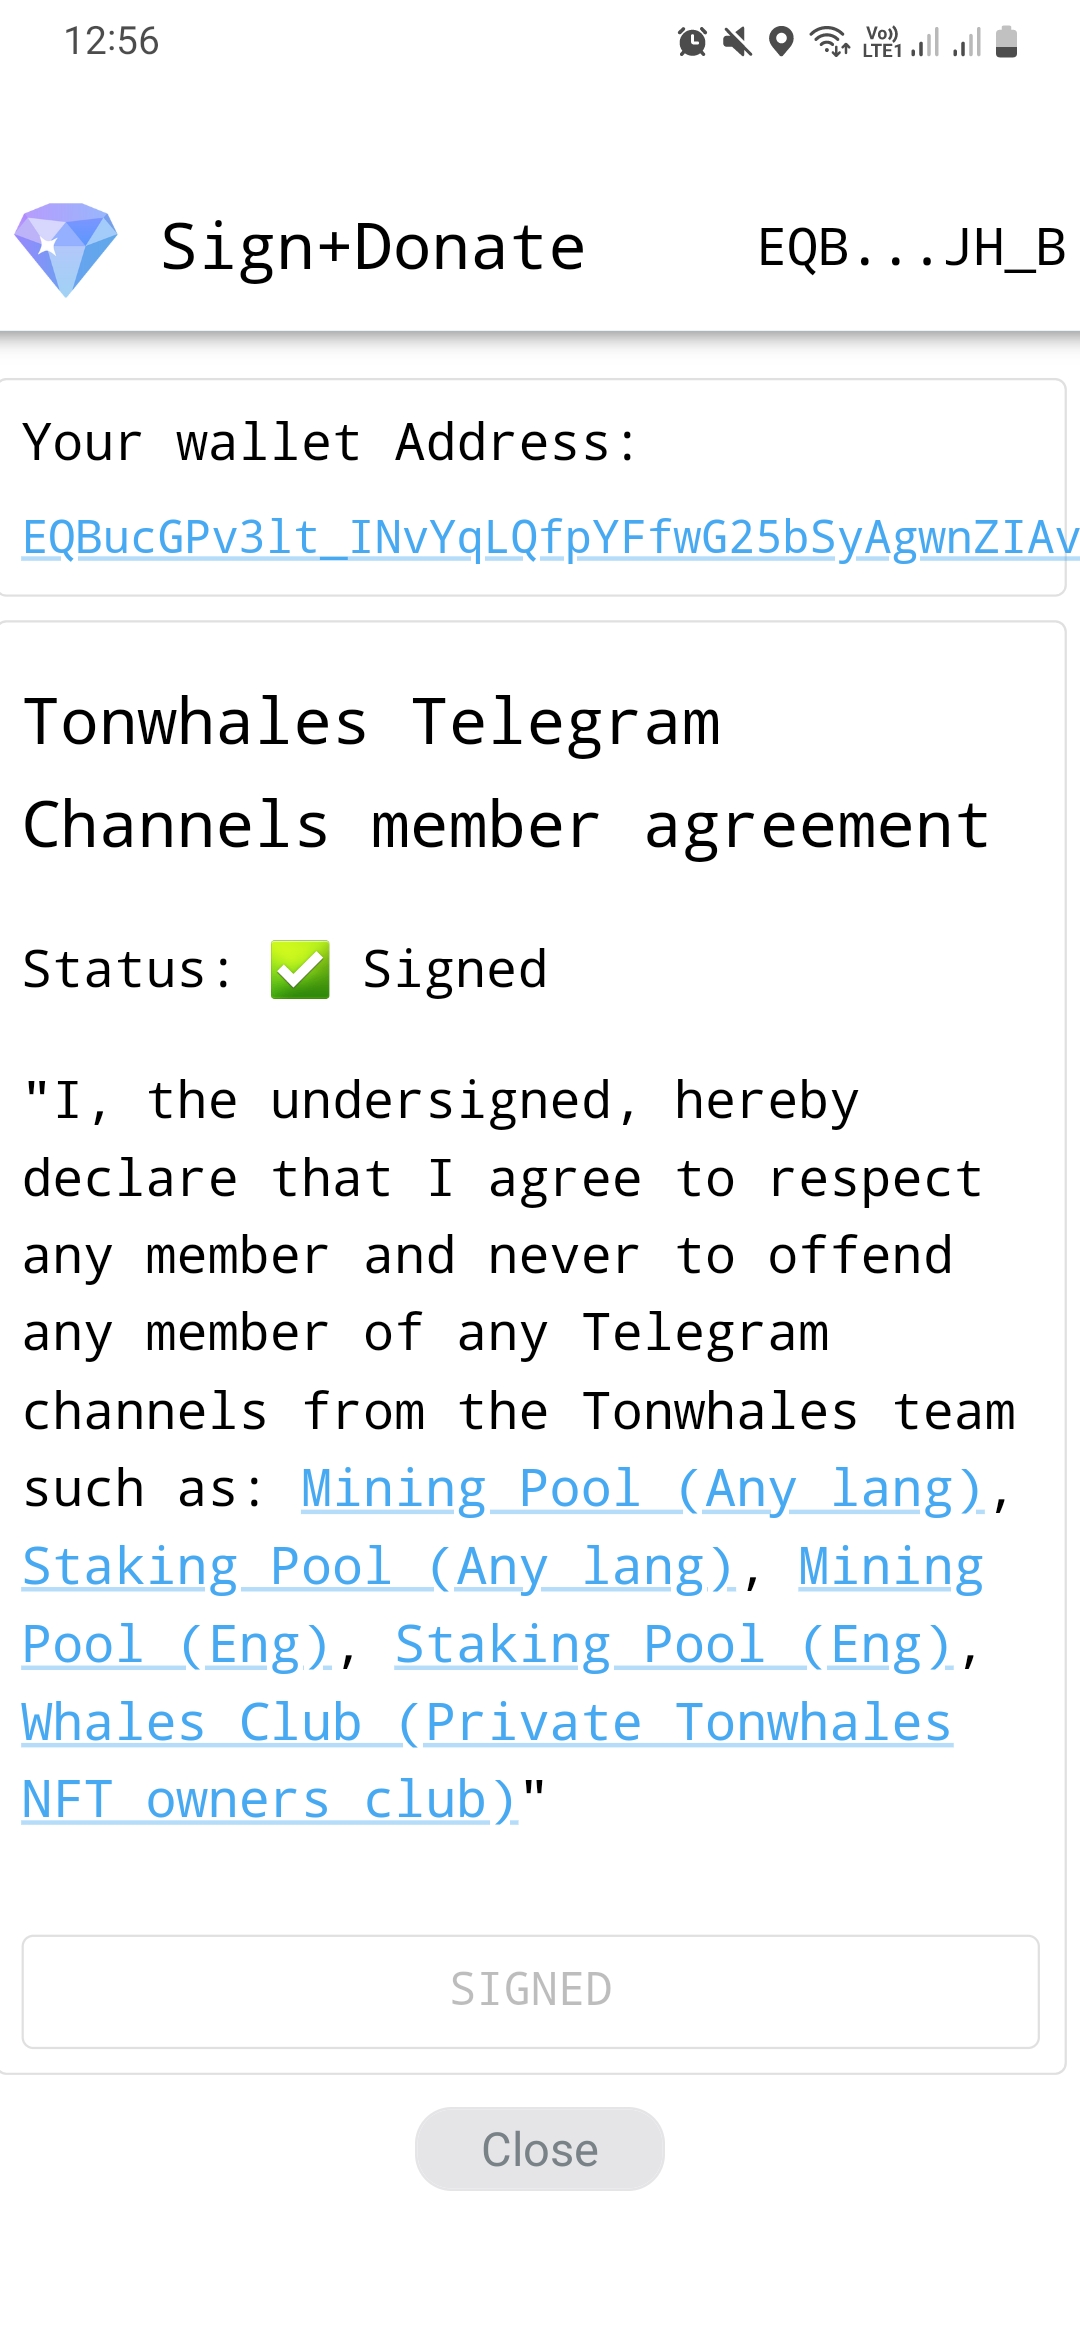 12:56
Vo))
LTE1
Sign+Donate
EQB...JH_B
Your wallet Address:
EQBucGPv3lt_INvYqLQfpYFfwG25bSyAgwnZIAv
Tonwhales Telegram
Channels member agreement
Status: ✅ Signed
"I, the undersigned, hereby
declare that I agree to respect
any member and never to offend
any member of any Telegram
channels from the Tonwhales team
such as: Mining Pool (Any lang),
Staking Pool (Any lang), Mining
Pool (Eng), Staking Pool (Eng),
Whales Club (Private Tonwhales
NFT owners club)"
SIGNED
Close